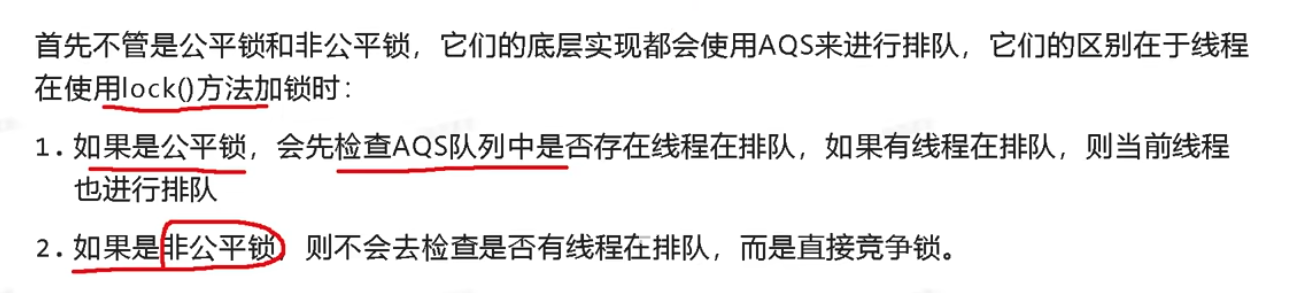 首先不管是公平锁和非公平锁，它们的底层实现都会使用AQS来进行排队，它们的区别在于线程
在使用lock()方法加锁时：
1. 如果是公平锁，会先检查AQS队列中是否存在线程在排队，如果有线程在排队，则当前线程
也进行排队
2. 如果是非公平锁，则不会去检查是否有线程在排队，而是直接竞争锁。